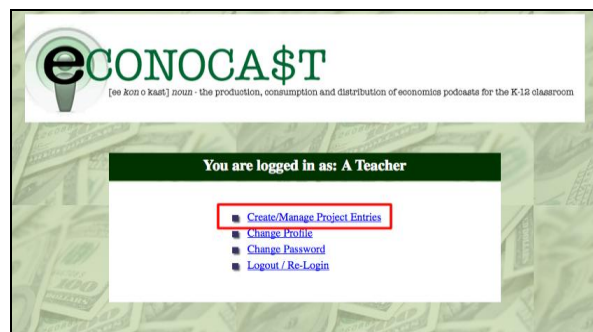 eCONOCA$T
[ee kon o kast] noun - the production, consumption and distribution of economics podcasts for the K-12 classroom
You are logged in as: A Teacher
Create/Manage Project Entries
Change Profile
Change Password
Logout / Re-Login